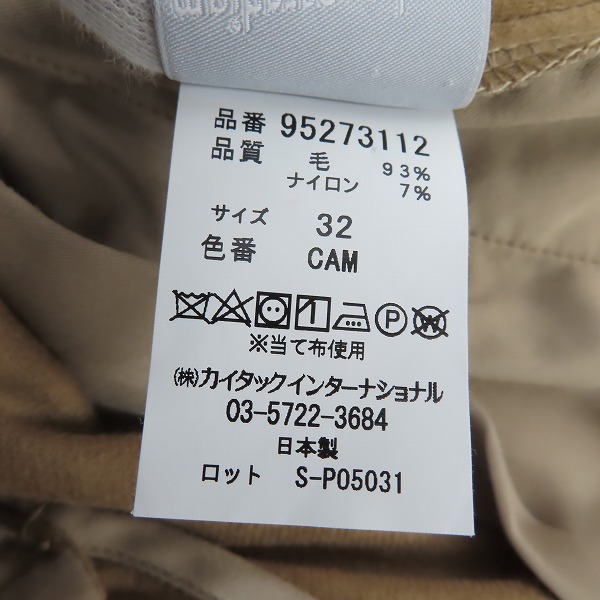 品番 95273112
品質 毛 93%
ナイロン 7%
サイズ 32
色番 CAM
※当て布使用
(株)カイタックインターナショナル
03-5722-3684
日本製
ロット S-P05031